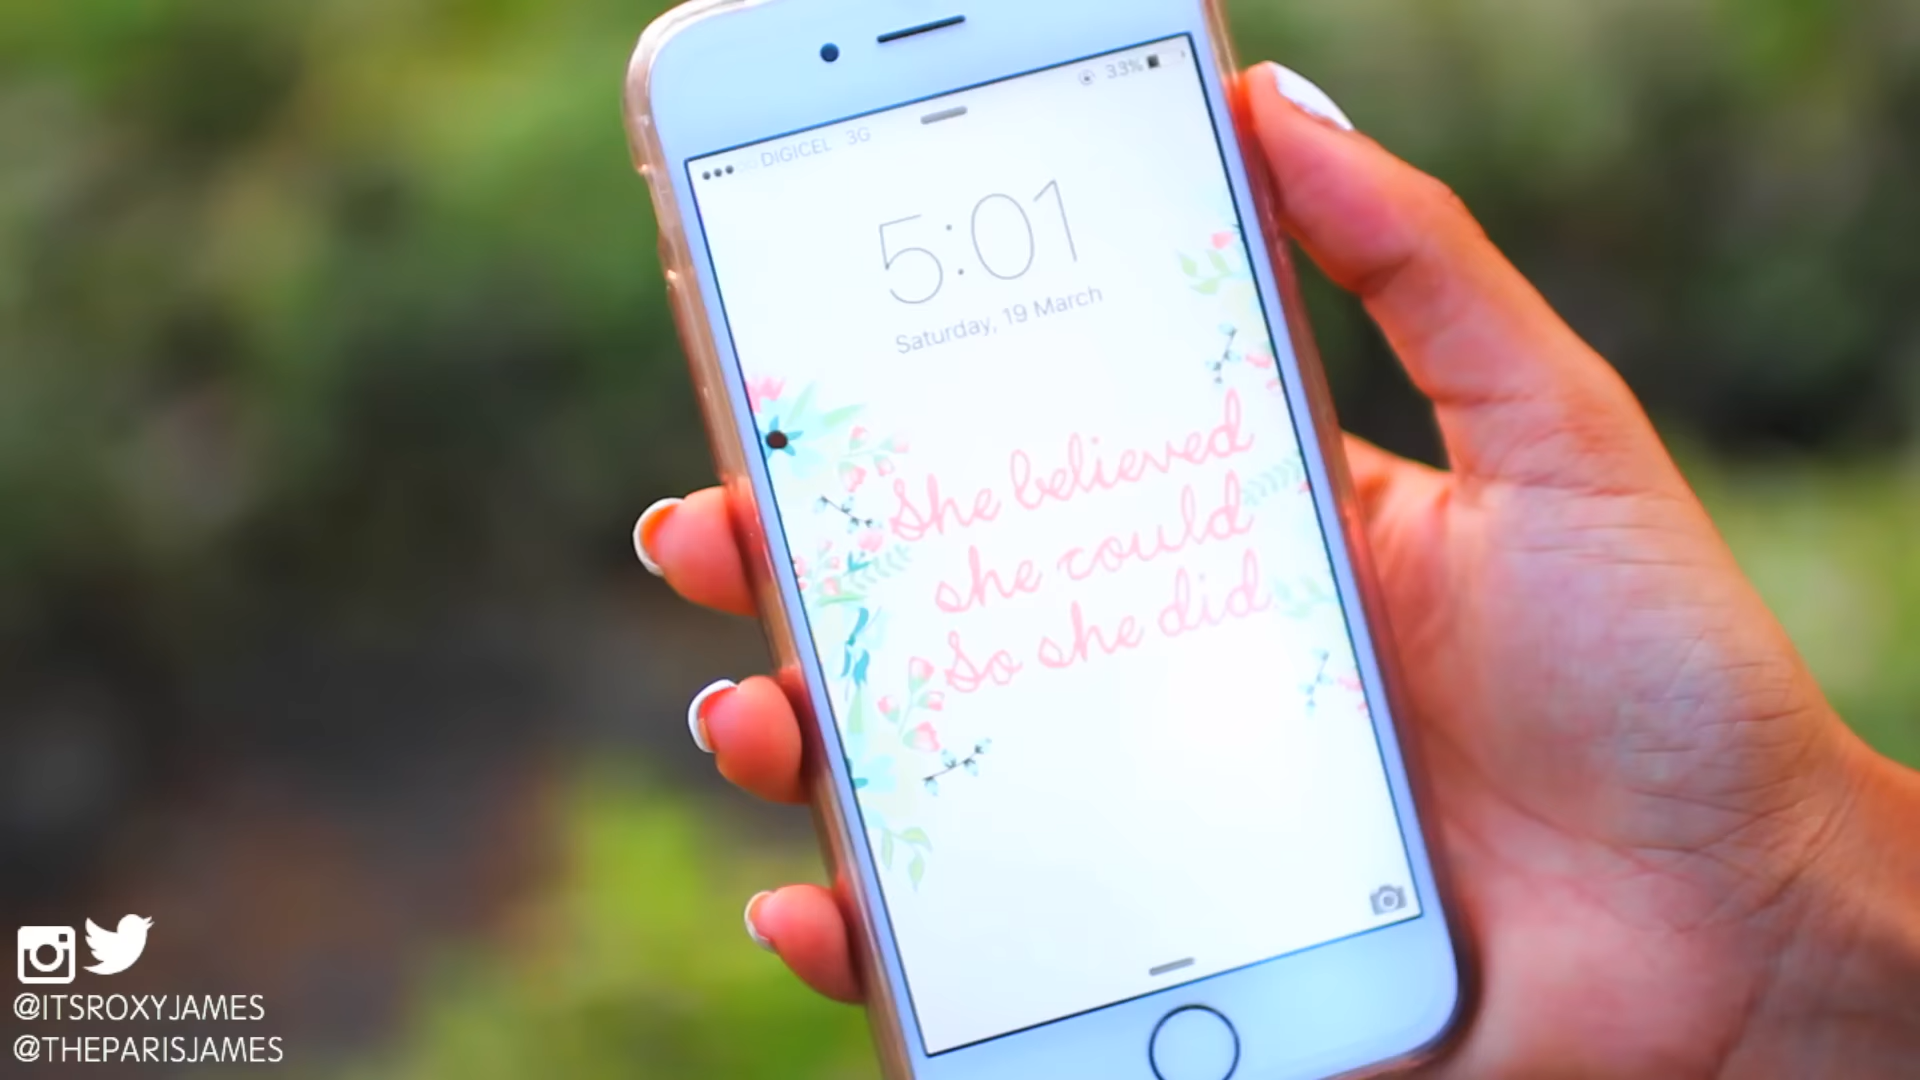 DIGICEL 3G 33%
5:01
Saturday, 19 March
She believed
she could
So she did
@ITSROXYJAMES
@THEPARISJAMES